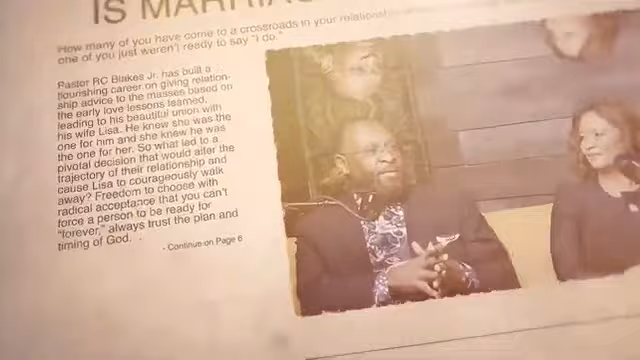 IS MARRIAG
How many of you have come to a crossroads in your relational
one of you just weren't ready to say "I do."
Pastor RC Blakes Jr. has built a
flourishing career on giving relation-
ship advice to the masses based on
the early love lessons learned,
leading to his beautiful union with
his wife Lisa. He knew she was the
one for him and she knew he was
the one for her. So what led to a
pivotal decision that would alter the
trajectory of their relationship and
cause Lisa to courageously walk
away? Freedom to choose with
radical acceptance that you can't
force a person to be ready for
"forever," always trust the plan and
timing of God.
- Continue on Page 6